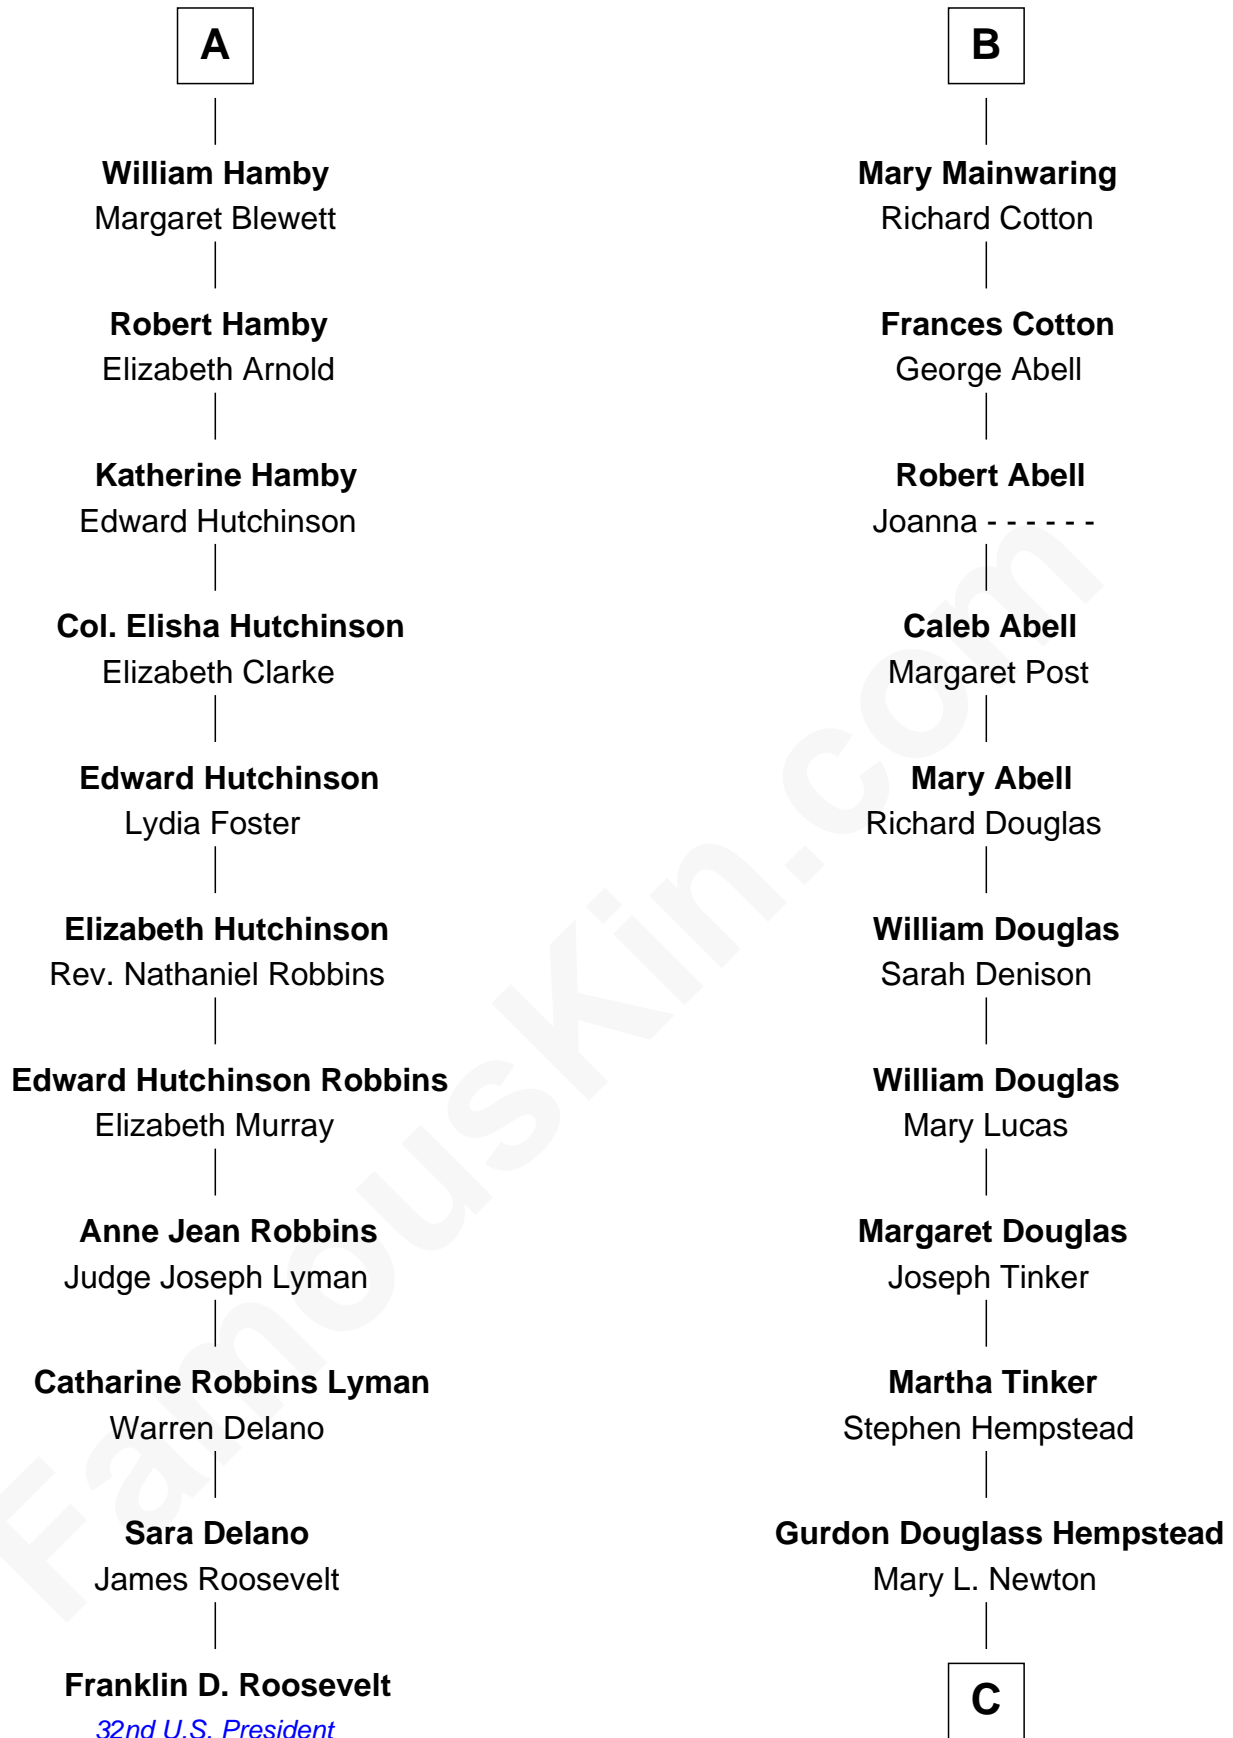 A
William Hamby
Margaret Blewett
Robert Hamby
Elizabeth Arnold
Katherine Hamby
Edward Hutchinson
Col. Elisha Hutchinson
Elizabeth Clarke
Edward Hutchinson
Lydia Foster
Elizabeth Hutchinson
Rev. Nathaniel Robbins
Edward Hutchinson Robbins
Elizabeth Murray
Anne Jean Robbins
Judge Joseph Lyman
Catharine Robbins Lyman
Warren Delano
Sara Delano
James Roosevelt
Franklin D. Roosevelt
32nd U.S. President
B
Mary Mainwaring
Richard Cotton
Frances Cotton
George Abell
Robert Abell
Joanna - - - - - -
Caleb Abell
Margaret Post
Mary Abell
Richard Douglas
William Douglas
Sarah Denison
William Douglas
Mary Lucas
Margaret Douglas
Joseph Tinker
Martha Tinker
Stephen Hempstead
Gurdon Douglass Hempstead
Mary L. Newton
C
FamousKin.com